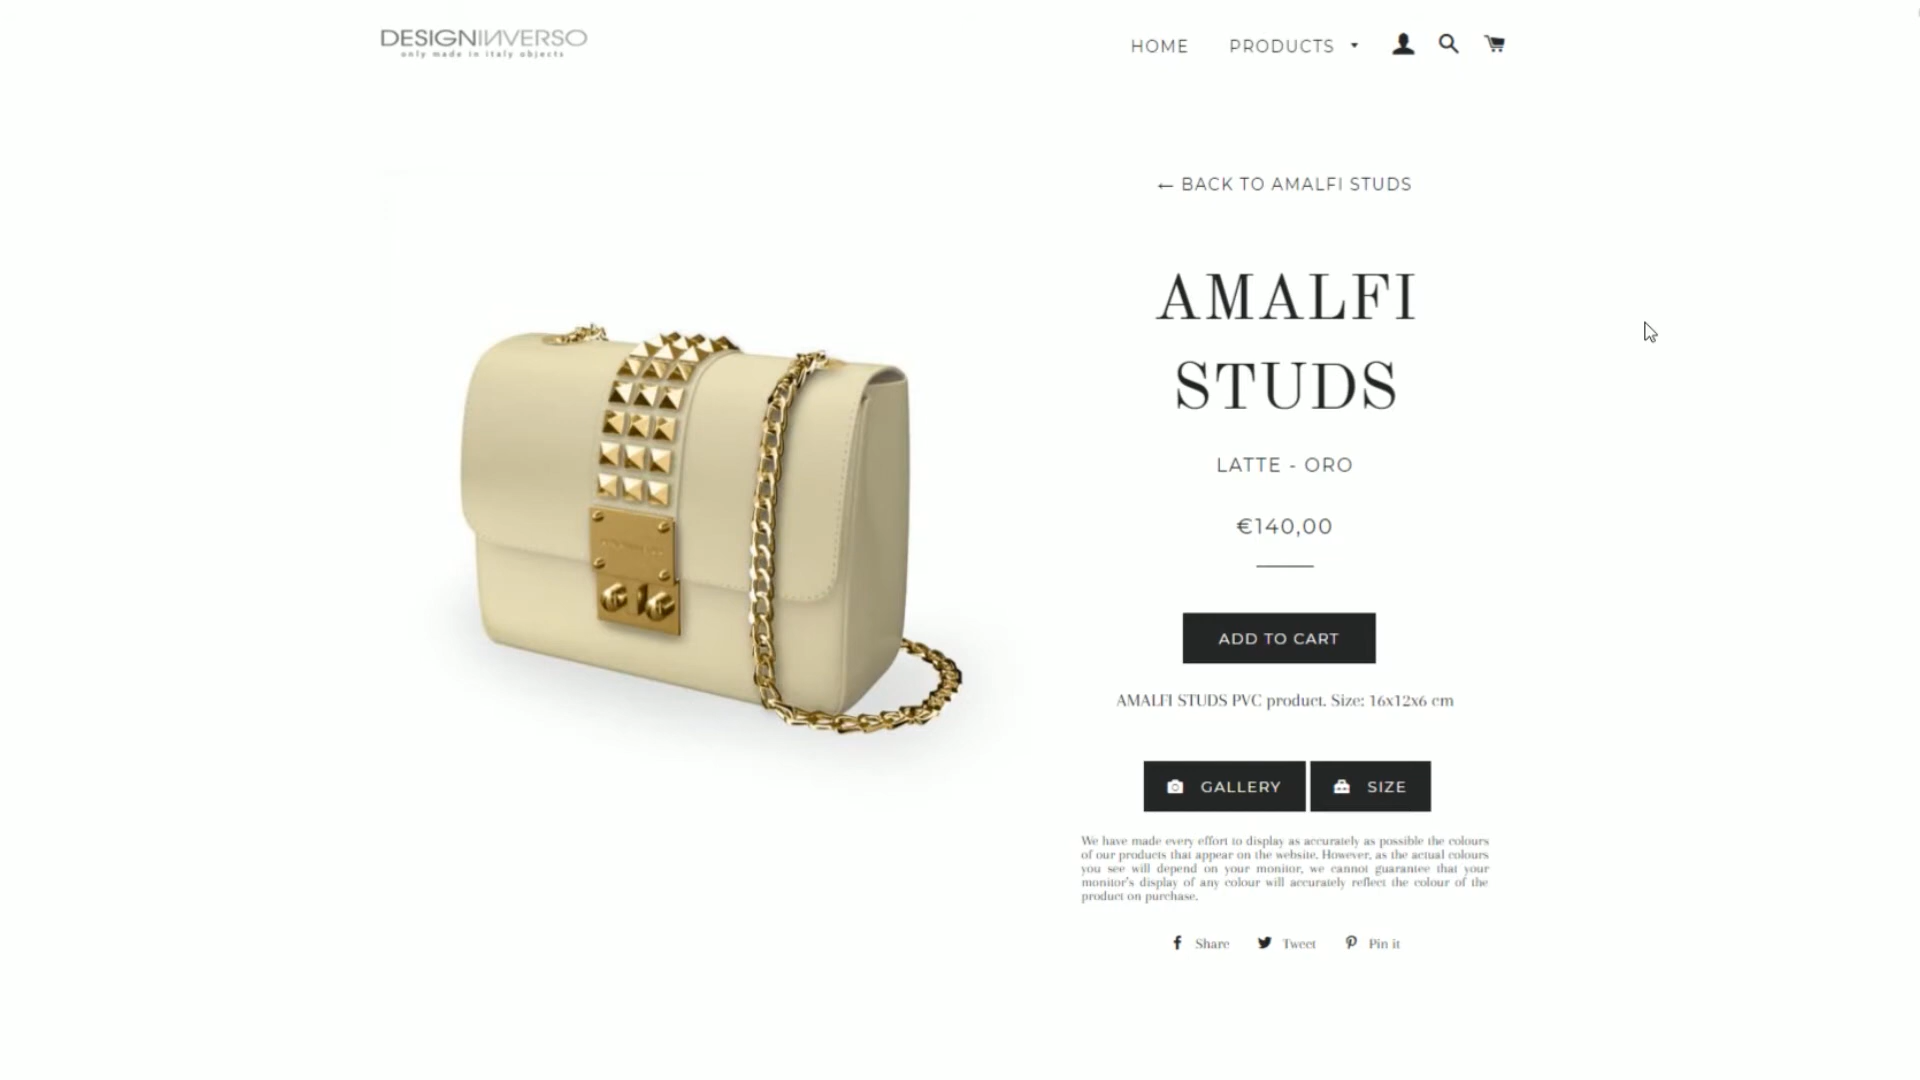 DESIGNINVERSO
only made in italy objects
HOME PRODUCTS
← BACK TO AMALFI STUDS
AMALFI
STUDS
LATTE - ORO
€140,00
ADD TO CART
AMALFI STUDS PVC product. Size: 16x12x6 cm
GALLERY SIZE
We have made every effort to display as accurately as possible the colours
of our products that appear on the website. However, as the actual colours
you see will depend on your monitor, we cannot guarantee that your
monitor's display of any colour will accurately reflect the colour of the
product on purchase.
Share Tweet Pin it